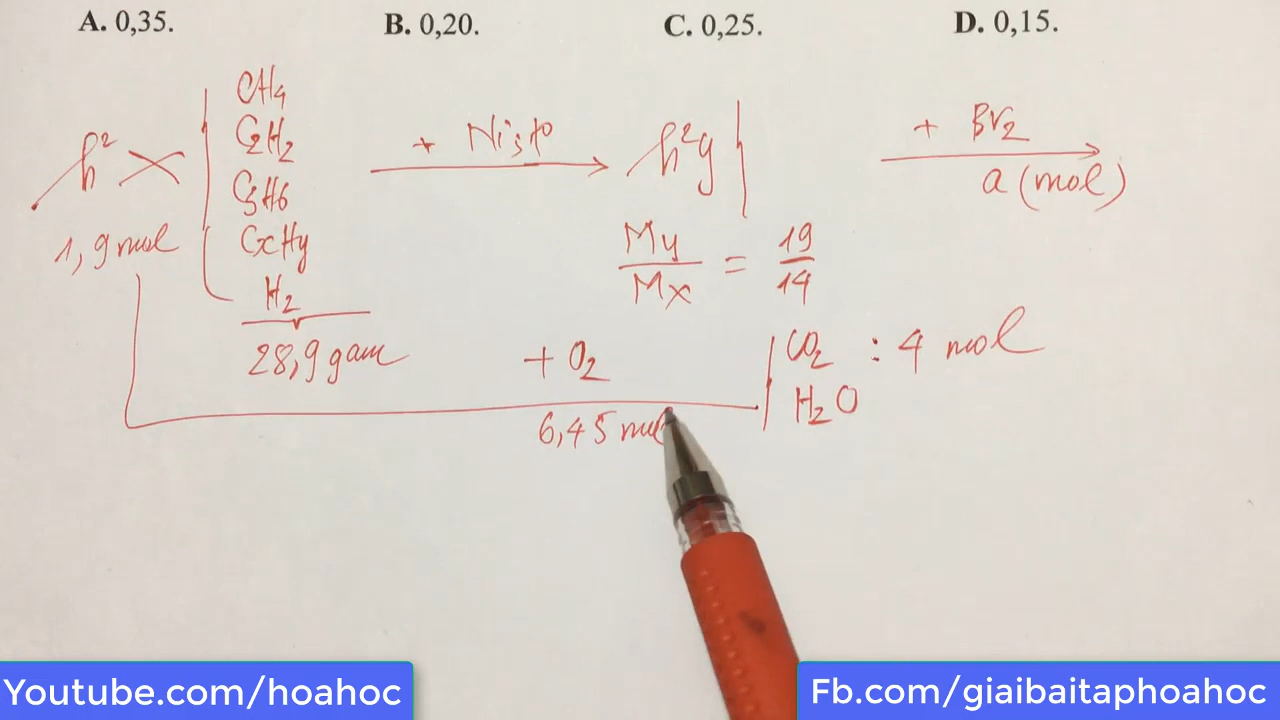 A. 0,35. B. 0,20. C. 0,25. D. 0,15.
CH4
C2H2
C3H6
CxHy
H2
h² X
1,9 mol
28,9 gam
+ Ni, t°
h² y
My/Mx = 19/14
+ Br2
a (mol)
+ O2
6,45 mol
CO2 : 4 mol
H2O
Youtube.com/hoahoc
Fb.com/giaibaitaphoahoc